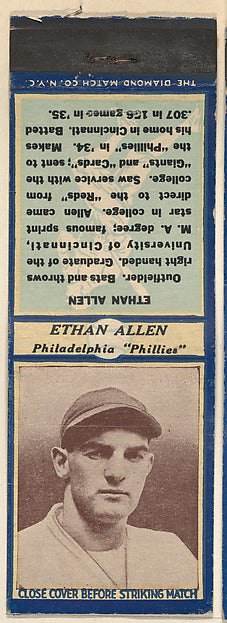 THE DIAMOND MATCH CO. N.Y.C.
ETHAN ALLEN
Outfielder. Bats and throws
right handed. Graduate of the
University of Cincinnati,
M. A. degree; famous sprint
star in college. Allen came
direct to the "Reds" from
college. Saw service with the
"Giants" and "Cards"; sent to
the "Phillies" in '34. Makes
his home in Cincinnati. Batted
.307 in 156 games in '35.
ETHAN ALLEN
Philadelphia "Phillies"
CLOSE COVER BEFORE STRIKING MATCH